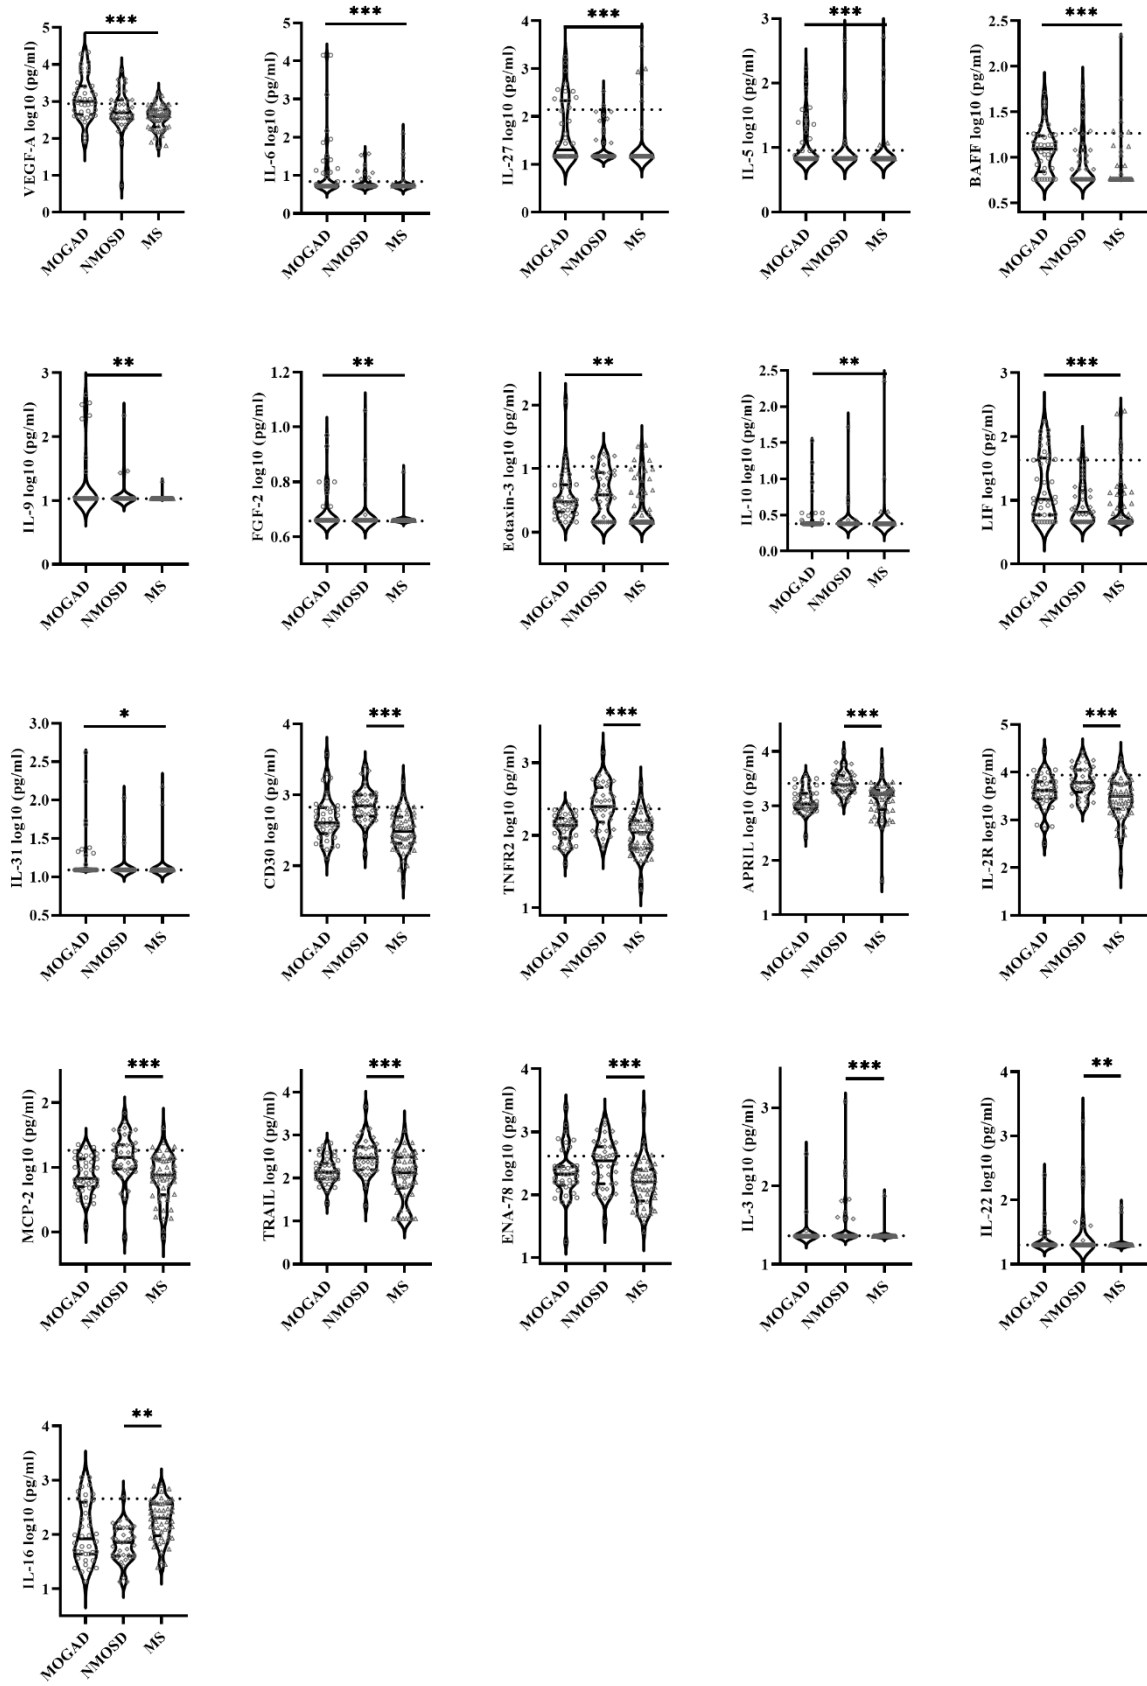 ***
VEGF-A log10 (pg/ml)
5
4
3
2
1
0
MOGAD
NMOSD
MS
***
IL-6 log10 (pg/ml)
5
4
3
2
1
0
MOGAD
NMOSD
MS
***
IL-27 log10 (pg/ml)
4
3
2
1
0
MOGAD
NMOSD
MS
***
IL-5 log10 (pg/ml)
3
2
1
0
MOGAD
NMOSD
MS
***
BAFF log10 (pg/ml)
2.5
2.0
1.5
1.0
0.5
MOGAD
NMOSD
MS
**
IL-9 log10 (pg/ml)
3
2
1
0
MOGAD
NMOSD
MS
**
FGF-2 log10 (pg/ml)
1.2
1.0
0.8
0.6
MOGAD
NMOSD
MS
**
Eotaxin-3 log10 (pg/ml)
2
1
0
MOGAD
NMOSD
MS
**
IL-10 log10 (pg/ml)
2.5
2.0
1.5
1.0
0.5
0.0
MOGAD
NMOSD
MS
***
LIF log10 (pg/ml)
3
2
1
0
MOGAD
NMOSD
MS
*
IL-31 log10 (pg/ml)
3.0
2.5
2.0
1.5
1.0
0.5
MOGAD
NMOSD
MS
***
CD30 log10 (pg/ml)
4
3
2
MOGAD
NMOSD
MS
***
TNFR2 log10 (pg/ml)
3
2
1
MOGAD
NMOSD
MS
***
APRIL log10 (pg/ml)
4
3
2
1
MOGAD
NMOSD
MS
***
IL-2R log10 (pg/ml)
5
4
3
2
1
MOGAD
NMOSD
MS
***
MCP-2 log10 (pg/ml)
2
1
0
MOGAD
NMOSD
MS
***
TRAIL log10 (pg/ml)
4
3
2
1
0
MOGAD
NMOSD
MS
***
ENA-78 log10 (pg/ml)
4
3
2
1
MOGAD
NMOSD
MS
***
IL-3 log10 (pg/ml)
3
2
1
MOGAD
NMOSD
MS
**
IL-22 log10 (pg/ml)
4
3
2
1
MOGAD
NMOSD
MS
**
IL-16 log10 (pg/ml)
4
3
2
1
MOGAD
NMOSD
MS